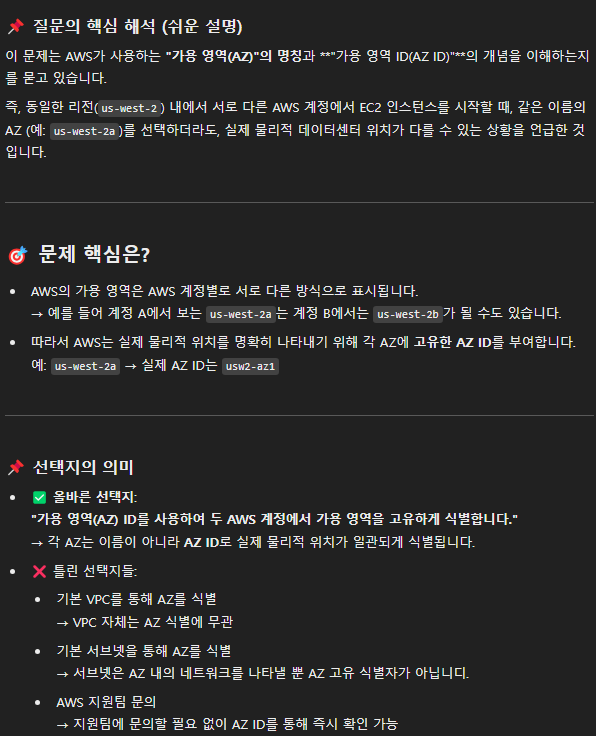 📌 질문의 핵심 해석 (쉬운 설명)
이 문제는 AWS가 사용하는 "가용 영역(AZ)"의 명칭과 **"가용 영역 ID(AZ ID)"**의 개념을 이해하는지
를 묻고 있습니다.
즉, 동일한 리전(us-west-2) 내에서 서로 다른 AWS 계정에서 EC2 인스턴스를 시작할 때, 같은 이름의
AZ (예: us-west-2a)를 선택하더라도, 실제 물리적 데이터센터 위치가 다를 수 있는 상황을 언급한 것
입니다.
🎯 문제 핵심은?
• AWS의 가용 영역은 AWS 계정별로 서로 다른 방식으로 표시됩니다.
→ 예를 들어 계정 A에서 보는 us-west-2a는 계정 B에서는 us-west-2b가 될 수도 있습니다.
• 따라서 AWS는 실제 물리적 위치를 명확히 나타내기 위해 각 AZ에 고유한 AZ ID를 부여합니다.
예: us-west-2a → 실제 AZ ID는 usw2-az1
📌 선택지의 의미
• ✅ 올바른 선택지:
"가용 영역(AZ) ID를 사용하여 두 AWS 계정에서 가용 영역을 고유하게 식별합니다."
→ 각 AZ는 이름이 아니라 AZ ID로 실제 물리적 위치가 일관되게 식별됩니다.
• ❌ 틀린 선택지들:
• 기본 VPC를 통해 AZ를 식별
→ VPC 자체는 AZ 식별에 무관
• 기본 서브넷을 통해 AZ를 식별
→ 서브넷은 AZ 내의 네트워크를 나타낼 뿐 AZ 고유 식별자가 아닙니다.
• AWS 지원팀 문의
→ 지원팀에 문의할 필요 없이 AZ ID를 통해 즉시 확인 가능